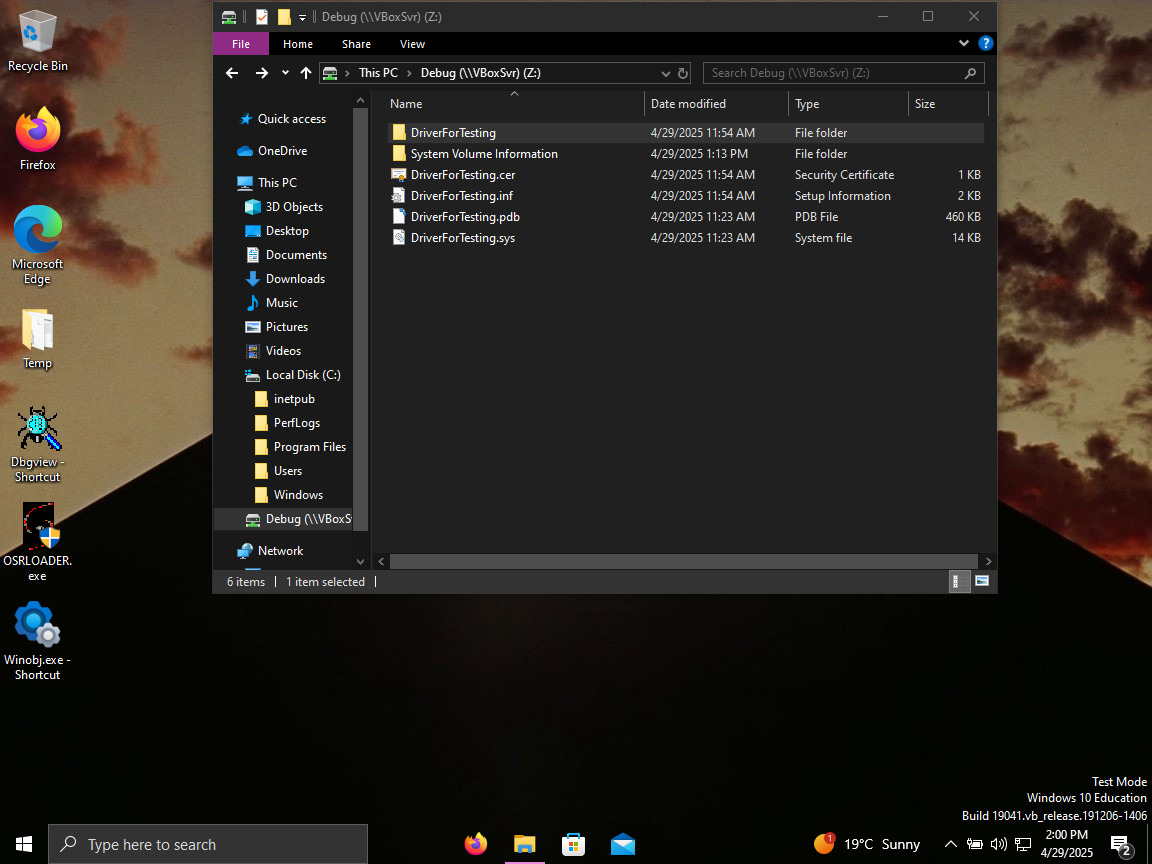 Recycle Bin
Firefox
Microsoft
Edge
Temp
Dbgview -
Shortcut
OSRLOADER.
exe
Winobj.exe -
Shortcut
Debug (\\VBoxSvr) (Z:)
File Home Share View
This PC Debug (\\VBoxSvr) (Z:)
Search Debug (\\VBoxSvr) (Z:)
Quick access
OneDrive
This PC
3D Objects
Desktop
Documents
Downloads
Music
Pictures
Videos
Local Disk (C:)
inetpub
PerfLogs
Program Files
Users
Windows
Debug (\\VBoxSv
Network
Name Date modified Type Size
DriverForTesting 4/29/2025 11:54 AM File folder
System Volume Information 4/29/2025 1:13 PM File folder
DriverForTesting.cer 4/29/2025 11:54 AM Security Certificate 1 KB
DriverForTesting.inf 4/29/2025 11:54 AM Setup Information 2 KB
DriverForTesting.pdb 4/29/2025 11:23 AM PDB File 460 KB
DriverForTesting.sys 4/29/2025 11:23 AM System file 14 KB
6 items 1 item selected
Test Mode
Windows 10 Education
Build 19041.vb_release.191206-1406
Type here to search
1
19°C Sunny
2:00 PM
4/29/2025
2